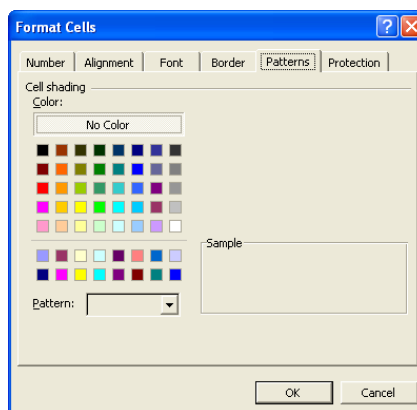 Format Cells
Number Alignment Font Border Patterns Protection
Cell shading
Color:
No Color
Sample
Pattern:
OK Cancel